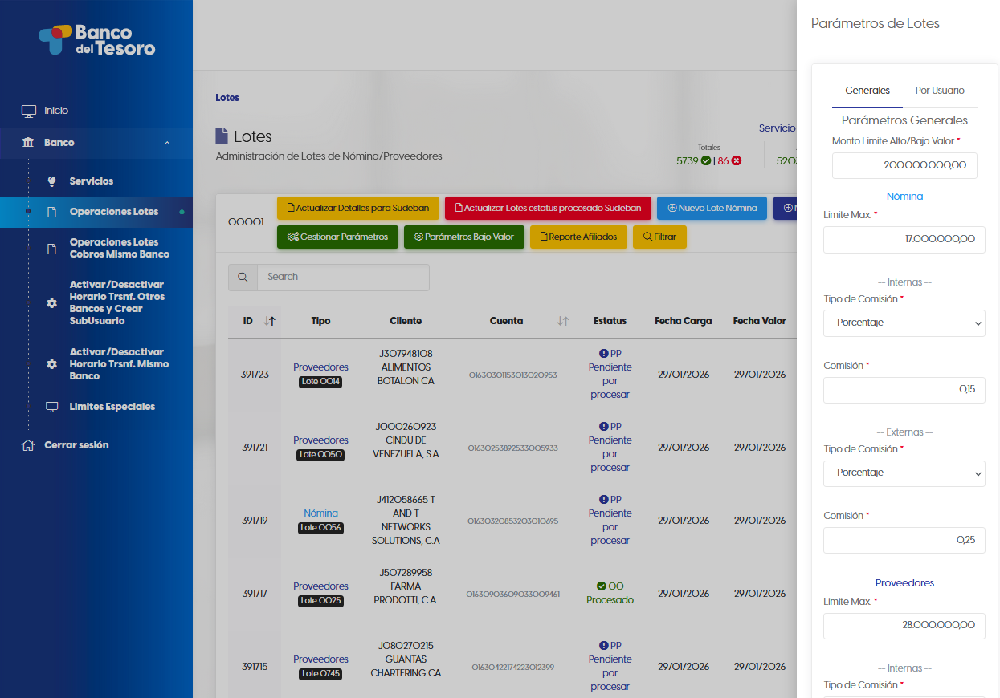 Banco
del Tesoro
Inicio
Banco
Servicios
Operaciones Lotes
Operaciones Lotes
Cobros Mismo Banco
Activar/Desactivar
Horario Trsnf. Otros
Bancos y Crear
SubUsuario
Activar/Desactivar
Horario Trsnf. Mismo
Banco
Limites Especiales
Cerrar sesión
Lotes
Lotes
Administración de Lotes de Nómina/Proveedores
Servicio
Totales
5739 | 86
5203
00001
Actualizar Detalles para Sudeban
Actualizar Lotes estatus procesado Sudeban
Nuevo Lote Nómina
Gestionar Parámetros
Parámetros Bajo Valor
Reporte Afiliados
Filtrar
Search
ID Tipo Cliente Cuenta Estatus Fecha Carga Fecha Valor
391723
Proveedores
Lote 0014
J307948108
ALIMENTOS
BOTALON CA
01630301153013020953
PP
Pendiente
por
procesar
29/01/2026
29/01/2026
391721
Proveedores
Lote 0050
J000260923
CINDU DE
VENEZUELA, S.A
01630253892533005933
PP
Pendiente
por
procesar
29/01/2026
29/01/2026
391719
Nómina
Lote 0056
J412058665 T
AND T
NETWORKS
SOLUTIONS, C.A
01630320853203010695
PP
Pendiente
por
procesar
29/01/2026
29/01/2026
391717
Proveedores
Lote 0025
J507289958
FARMA
PRODOTTI, C.A.
01630903609033009461
00
Procesado
29/01/2026
29/01/2026
391715
Proveedores
Lote 0745
J080270215
GUANTAS
CHARTERING CA
01630422174223012399
PP
Pendiente
por
procesar
29/01/2026
29/01/2026
Parámetros de Lotes
Generales
Por Usuario
Parámetros Generales
Monto Limite Alto/Bajo Valor *
200.000.000,00
Nómina
Limite Max. *
17.000.000,00
— Internas —
Tipo de Comisión *
Porcentaje
Comisión *
0,15
— Externas —
Tipo de Comisión *
Porcentaje
Comisión *
0,25
Proveedores
Limite Max. *
28.000.000,00
— Internas —
Tipo de Comisión *